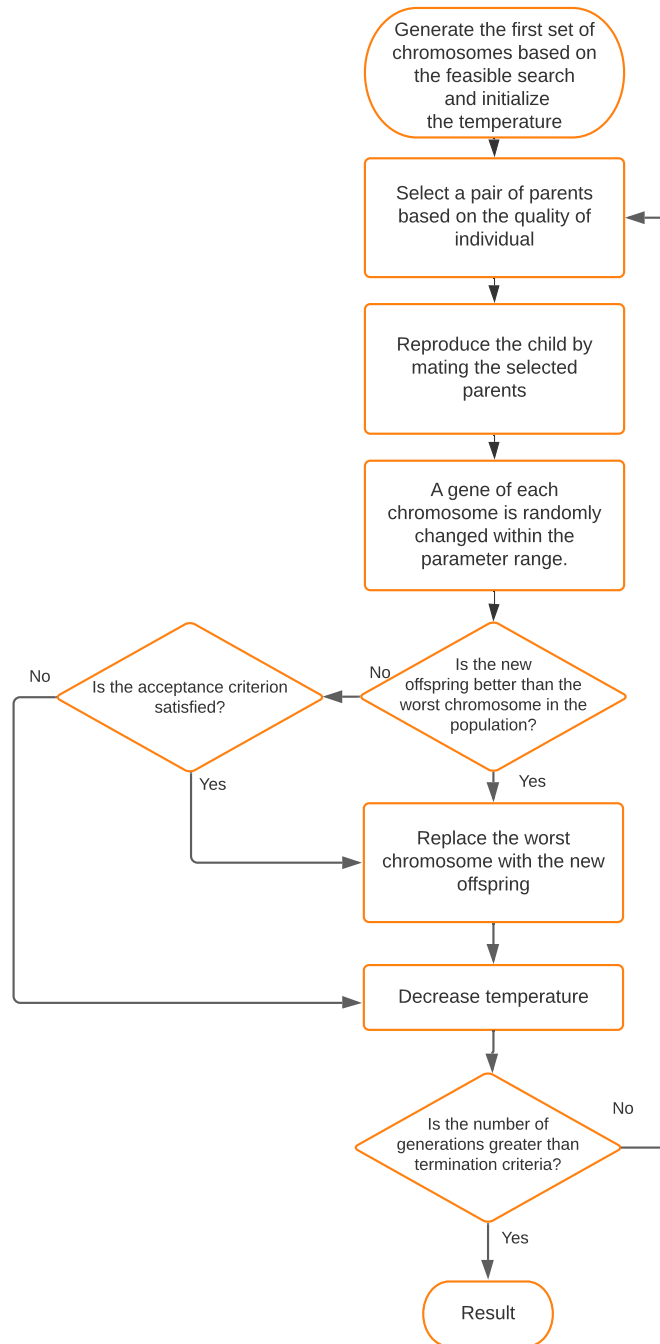 Generate the first set of
chromosomes based on
the feasible search
and initialize
the temperature
Select a pair of parents
based on the quality of
individual
Reproduce the child by
mating the selected
parents
A gene of each
chromosome is randomly
changed within the
parameter range.
Is the new
offspring better than the
worst chromosome in the
population?
No
Is the acceptance criterion
satisfied?
No
Yes
Yes
Replace the worst
chromosome with the new
offspring
Decrease temperature
Is the number of
generations greater than
termination criteria?
No
Yes
Result